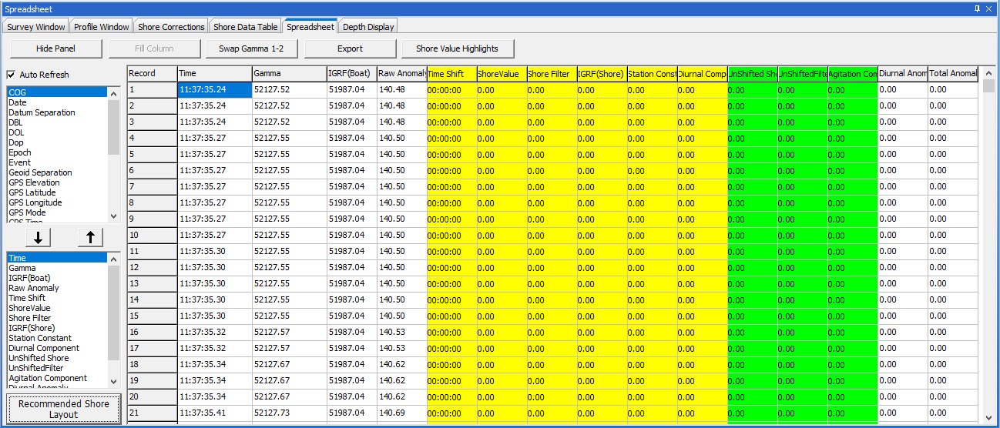 Spreadsheet
Survey Window Profile Window Shore Corrections Shore Data Table Spreadsheet Depth Display
Hide Panel Fill Column Swap Gamma 1-2 Export Shore Value Highlights
Auto Refresh
COG
Date
Datum Separation
DBL
DOL
Dop
Epoch
Event
Geoid Separation
GPS Elevation
GPS Latitude
GPS Longitude
GPS Mode
GPS Time
Time
Gamma
IGRF(Boat)
Raw Anomaly
Time Shift
ShoreValue
Shore Filter
IGRF(Shore)
Station Constant
Diurnal Component
UnShifted Shore
UnShiftedFilter
Agitation Component
Diurnal Anomaly
Recommended Shore
Layout
Record Time Gamma IGRF(Boat) Raw Anomaly Time Shift ShoreValue Shore Filter IGRF(Shore) Station Const Diurnal Comp UnShifted Sh UnShiftedFilte Agitation Con Diurnal Anom Total Anomal
1 11:37:35.24 52127.52 51987.04 140.48 00:00:00 0.00 0.00 0.00 0.00 0.00 0.00 0.00 0.00 0.00 0.00
2 11:37:35.24 52127.52 51987.04 140.48 00:00:00 0.00 0.00 0.00 0.00 0.00 0.00 0.00 0.00 0.00 0.00
3 11:37:35.24 52127.52 51987.04 140.48 00:00:00 0.00 0.00 0.00 0.00 0.00 0.00 0.00 0.00 0.00 0.00
4 11:37:35.27 52127.55 51987.04 140.50 00:00:00 0.00 0.00 0.00 0.00 0.00 0.00 0.00 0.00 0.00 0.00
5 11:37:35.27 52127.55 51987.04 140.50 00:00:00 0.00 0.00 0.00 0.00 0.00 0.00 0.00 0.00 0.00 0.00
6 11:37:35.27 52127.55 51987.04 140.50 00:00:00 0.00 0.00 0.00 0.00 0.00 0.00 0.00 0.00 0.00 0.00
7 11:37:35.27 52127.55 51987.04 140.50 00:00:00 0.00 0.00 0.00 0.00 0.00 0.00 0.00 0.00 0.00 0.00
8 11:37:35.27 52127.55 51987.04 140.50 00:00:00 0.00 0.00 0.00 0.00 0.00 0.00 0.00 0.00 0.00 0.00
9 11:37:35.27 52127.55 51987.04 140.50 00:00:00 0.00 0.00 0.00 0.00 0.00 0.00 0.00 0.00 0.00 0.00
10 11:37:35.27 52127.55 51987.04 140.50 00:00:00 0.00 0.00 0.00 0.00 0.00 0.00 0.00 0.00 0.00 0.00
11 11:37:35.30 52127.55 51987.04 140.50 00:00:00 0.00 0.00 0.00 0.00 0.00 0.00 0.00 0.00 0.00 0.00
12 11:37:35.30 52127.55 51987.04 140.50 00:00:00 0.00 0.00 0.00 0.00 0.00 0.00 0.00 0.00 0.00 0.00
13 11:37:35.30 52127.55 51987.04 140.50 00:00:00 0.00 0.00 0.00 0.00 0.00 0.00 0.00 0.00 0.00 0.00
14 11:37:35.30 52127.55 51987.04 140.50 00:00:00 0.00 0.00 0.00 0.00 0.00 0.00 0.00 0.00 0.00 0.00
15 11:37:35.30 52127.55 51987.04 140.50 00:00:00 0.00 0.00 0.00 0.00 0.00 0.00 0.00 0.00 0.00 0.00
16 11:37:35.32 52127.57 51987.04 140.53 00:00:00 0.00 0.00 0.00 0.00 0.00 0.00 0.00 0.00 0.00 0.00
17 11:37:35.32 52127.57 51987.04 140.53 00:00:00 0.00 0.00 0.00 0.00 0.00 0.00 0.00 0.00 0.00 0.00
18 11:37:35.34 52127.67 51987.04 140.62 00:00:00 0.00 0.00 0.00 0.00 0.00 0.00 0.00 0.00 0.00 0.00
19 11:37:35.34 52127.67 51987.04 140.62 00:00:00 0.00 0.00 0.00 0.00 0.00 0.00 0.00 0.00 0.00 0.00
20 11:37:35.34 52127.67 51987.04 140.62 00:00:00 0.00 0.00 0.00 0.00 0.00 0.00 0.00 0.00 0.00 0.00
21 11:37:35.41 52127.73 51987.04 140.69 00:00:00 0.00 0.00 0.00 0.00 0.00 0.00 0.00 0.00 0.00 0.00